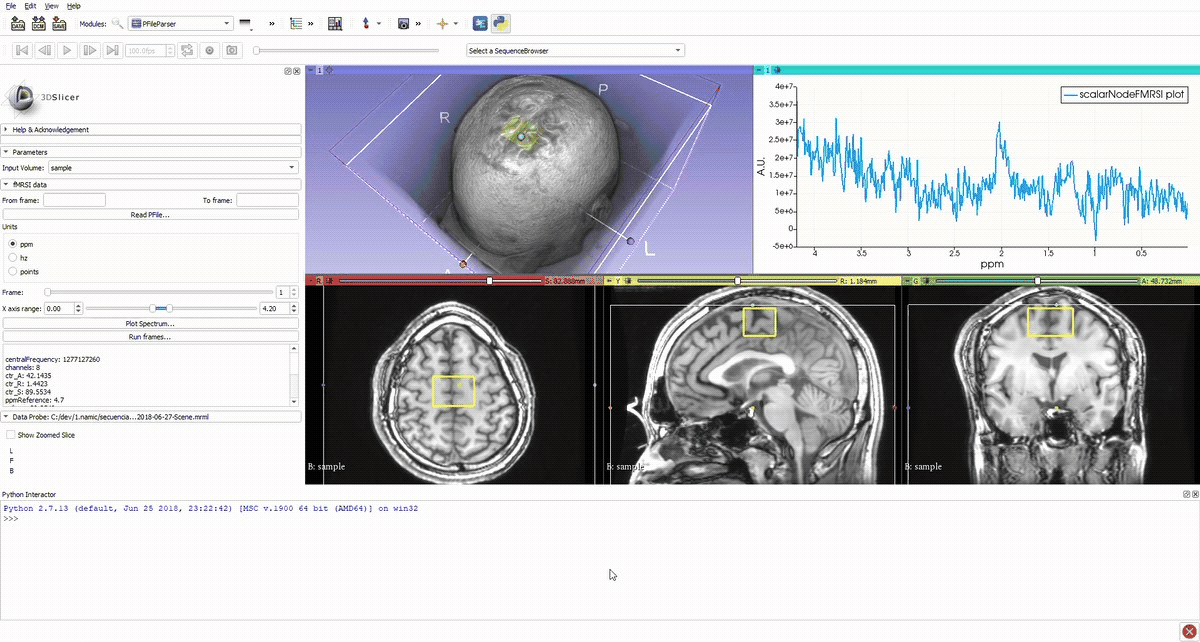 File Edit View Help
DATA DCM SAVE Modules: PFileParser
100.0fps Select a SequenceBrowser
3DSlicer
Help & Acknowledgement
Parameters
Input Volume: sample
fMRSI data
From frame: To frame:
Read PFile...
Units
ppm
hz
points
Frame: 1
X axis range: 0.00 4.20
Plot Spectrum...
Run frames...
centralFrequency: 1277127260
channels: 8
ctr_A: 42.1435
ctr_R: 1.4423
ctr_S: 89.5534
ppmReference: 4.7
Data Probe: C:/dev/1.namic/secuencia...2018-06-27-Scene.mrml
Show Zoomed Slice
L
F
B
1
R P L
1
4e+7
3.5e+7
3e+7
2.5e+7
2e+7
1.5e+7
1e+7
5e+6
0
-5e+6
A.U.
scalarNodeFMRSI plot
4 3.5 3 2.5 2 1.5 1 0.5
ppm
R S: 82.888mm
Y R: 1.184mm
G A: 48.732mm
B: sample
B: sample
B: sample
Python Interactor
Python 2.7.13 (default, Jun 25 2018, 23:22:42) [MSC v.1900 64 bit (AMD64)] on win32
>>>